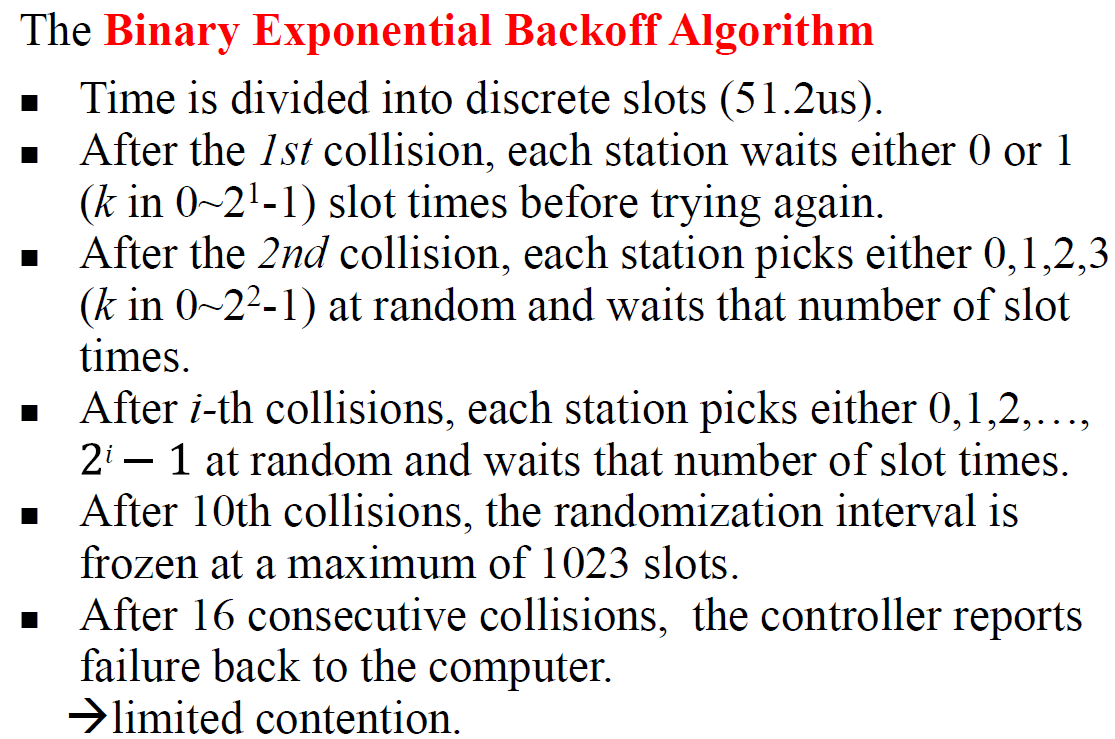 The Binary Exponential Backoff Algorithm
▪ Time is divided into discrete slots (51.2us).
▪ After the 1st collision, each station waits either 0 or 1
(k in 0~2¹-1) slot times before trying again.
▪ After the 2nd collision, each station picks either 0,1,2,3
(k in 0~2²-1) at random and waits that number of slot
times.
▪ After i-th collisions, each station picks either 0,1,2,…,
2ⁱ − 1 at random and waits that number of slot times.
▪ After 10th collisions, the randomization interval is
frozen at a maximum of 1023 slots.
▪ After 16 consecutive collisions, the controller reports
failure back to the computer.
→limited contention.